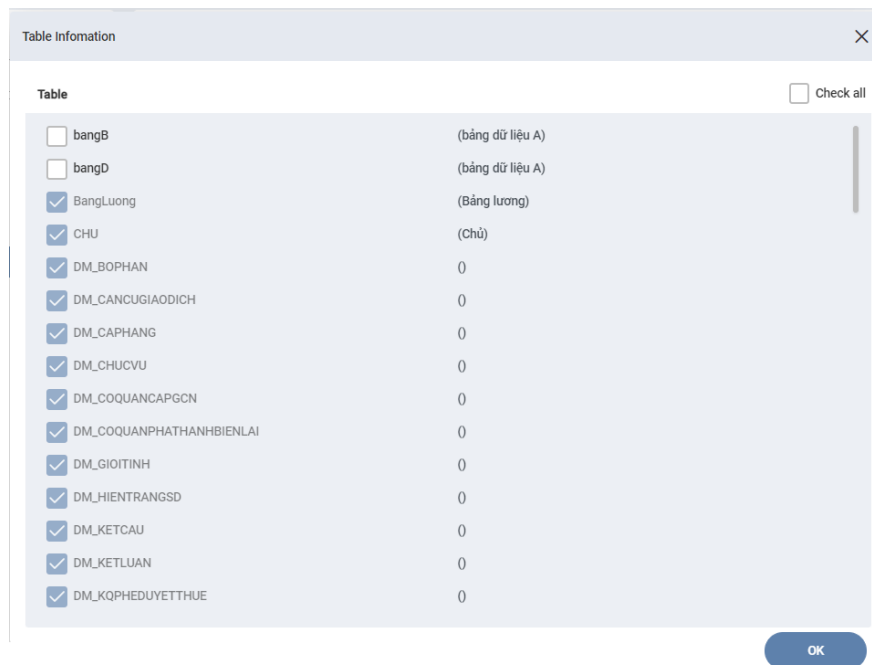 Table Infomation
Table
Check all
bangB (bảng dữ liệu A)
bangD (bảng dữ liệu A)
BangLuong (Bảng lương)
CHU (Chủ)
DM_BOPHAN ()
DM_CANCUGIAODICH ()
DM_CAPHANG ()
DM_CHUCVU ()
DM_COQUANCAPGCN ()
DM_COQUANPHATHANHBIENLAI ()
DM_GIOITINH ()
DM_HIENTRANGSD ()
DM_KETCAU ()
DM_KETLUAN ()
DM_KQPHEDUYETTHUE ()
OK